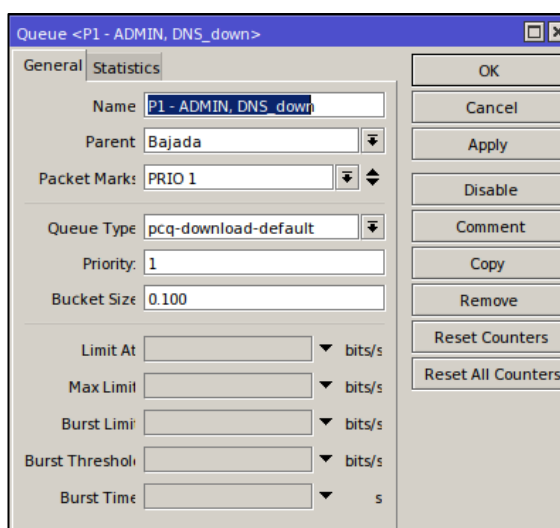 Queue <P1 - ADMIN, DNS_down>
General Statistics
Name P1 - ADMIN, DNS_down
Parent Bajada
Packet Marks PRIO 1
Queue Type pcq-download-default
Priority: 1
Bucket Size 0.100
Limit At bits/s
Max Limit bits/s
Burst Limit bits/s
Burst Threshold bits/s
Burst Time s
OK
Cancel
Apply
Disable
Comment
Copy
Remove
Reset Counters
Reset All Counters